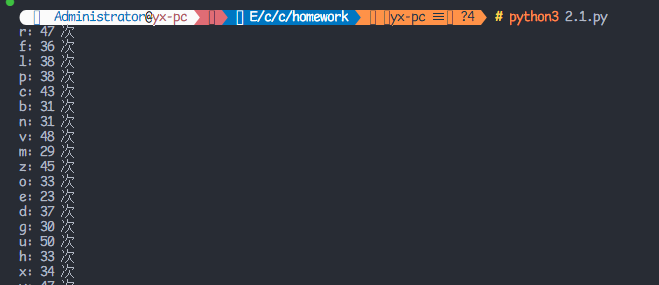 Administrator@yx-pc E/c/c/homework yx-pc ≡ ?4 # python3 2.1.py
r: 47 次
f: 36 次
l: 38 次
p: 38 次
c: 43 次
b: 31 次
n: 31 次
v: 48 次
m: 29 次
z: 45 次
o: 33 次
e: 23 次
d: 37 次
g: 30 次
u: 50 次
h: 33 次
x: 34 次